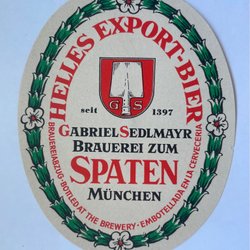 HELLES EXPORT-BIER
G S
seit 1397
GABRIEL SEDLMAYR
BRAUEREI ZUM
SPATEN
MÜNCHEN
BRAUEREIABZUG · BOTTLED AT THE BREWERY · EMBOTELLADA EN LA CERVECERIA